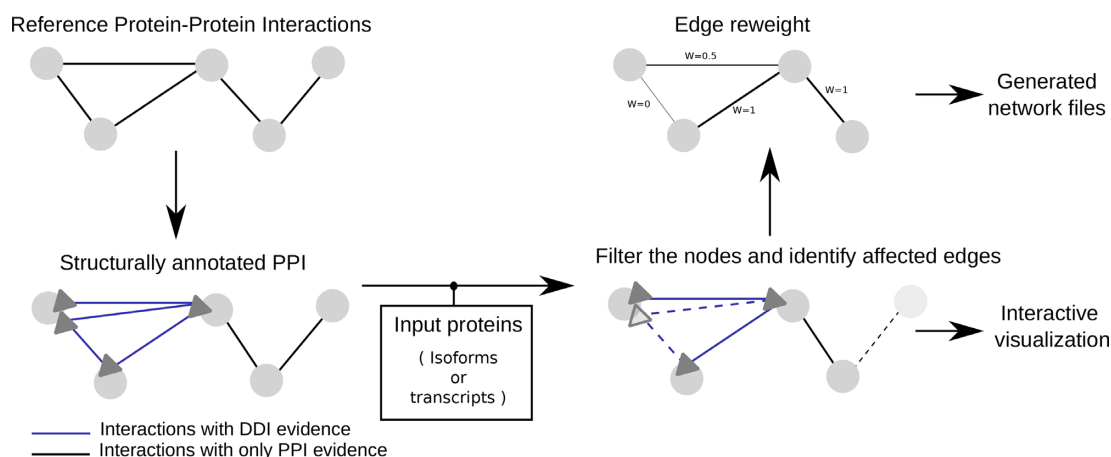 Reference Protein-Protein Interactions
Structurally annotated PPI
Interactions with DDI evidence
Interactions with only PPI evidence
Input proteins
( Isoforms
or
transcripts )
Edge reweight
W=0.5
W=0
W=1
W=1
Generated
network files
Filter the nodes and identify affected edges
Interactive
visualization